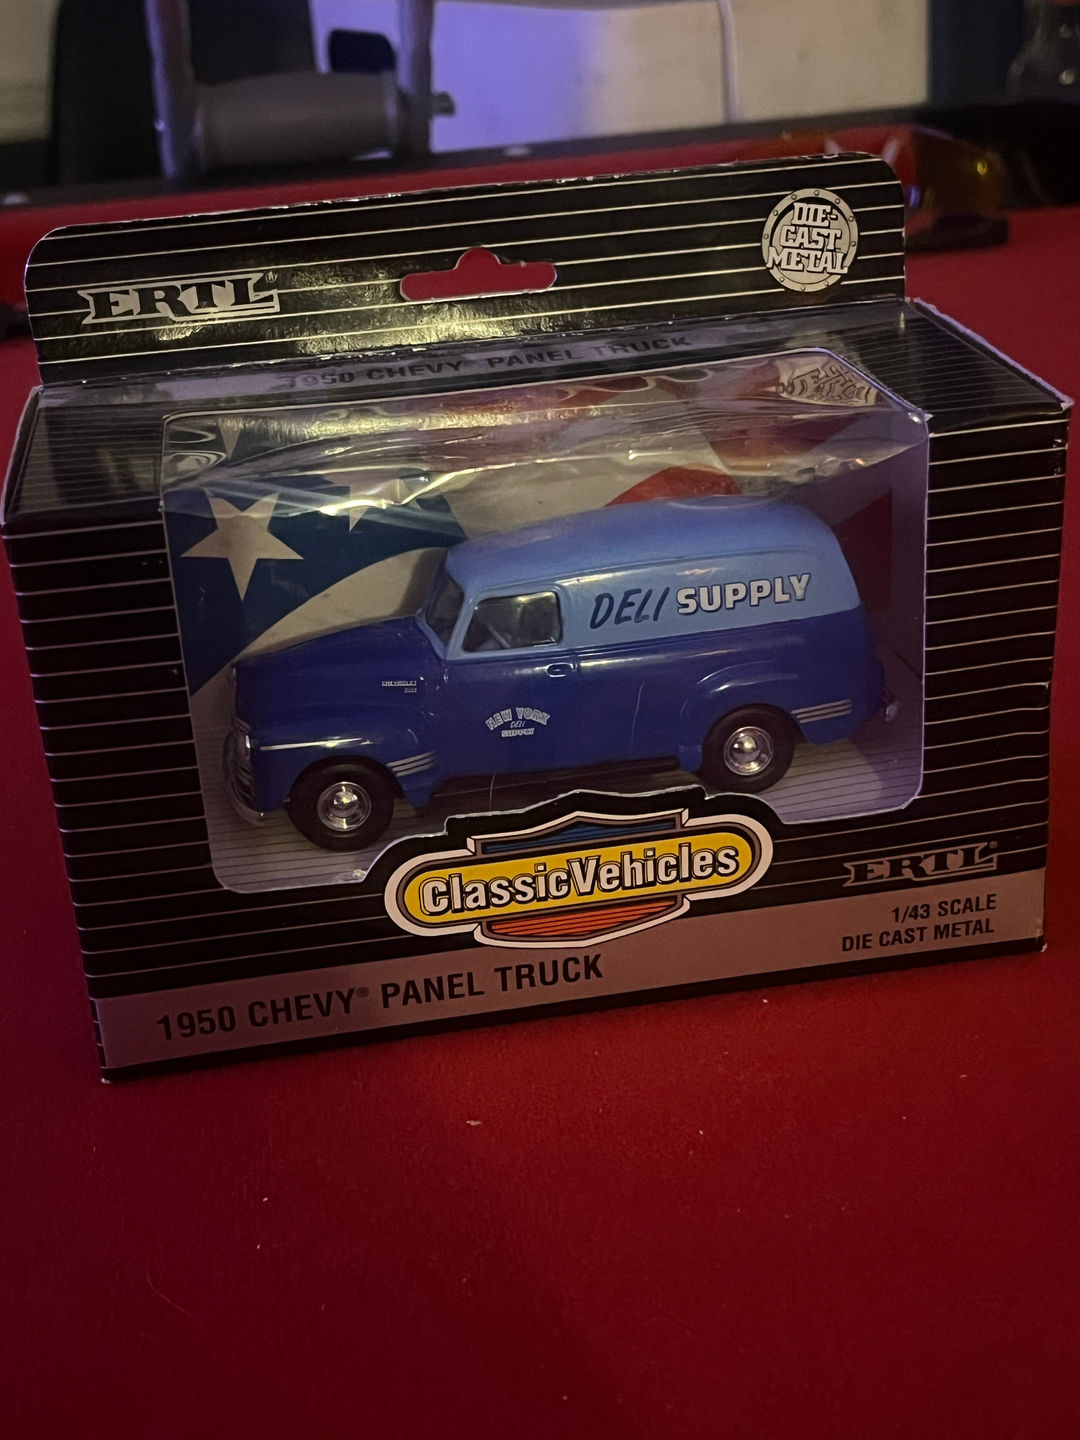 ERTL®
DIE-
CAST
METAL
1950 CHEVY® PANEL TRUCK
DELI SUPPLY
CHEVROLET
NEW YORK
DELI
SUPPLY
ClassicVehicles
ERTL®
1/43 SCALE
DIE CAST METAL
1950 CHEVY® PANEL TRUCK